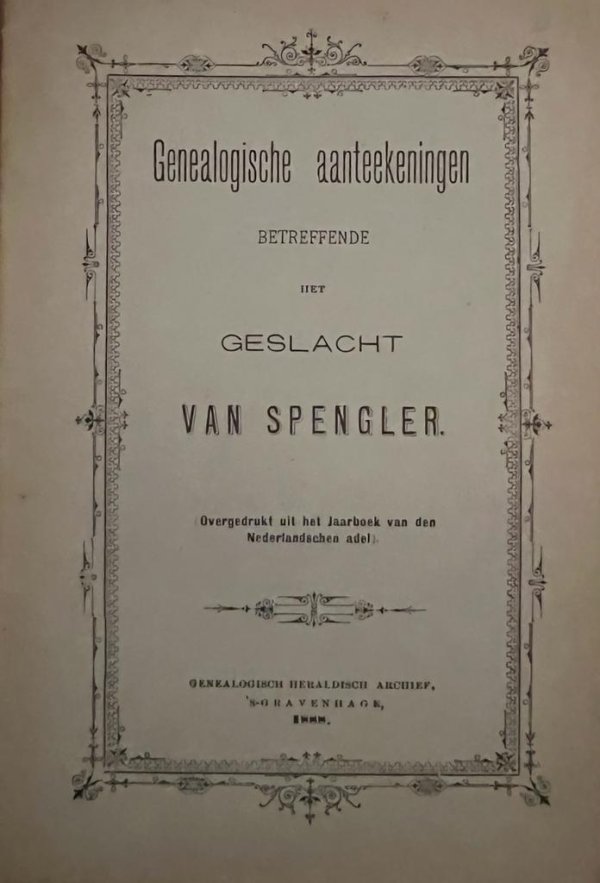 Genealogische aanteekeningen
BETREFFENDE
HET
GESLACHT
VAN SPENGLER.
(Overgedrukt uit het Jaarboek van den
Nederlandschen adel).
GENEALOGISCH HERALDISCH ARCHIEF,
'S-GRAVENHAGE,